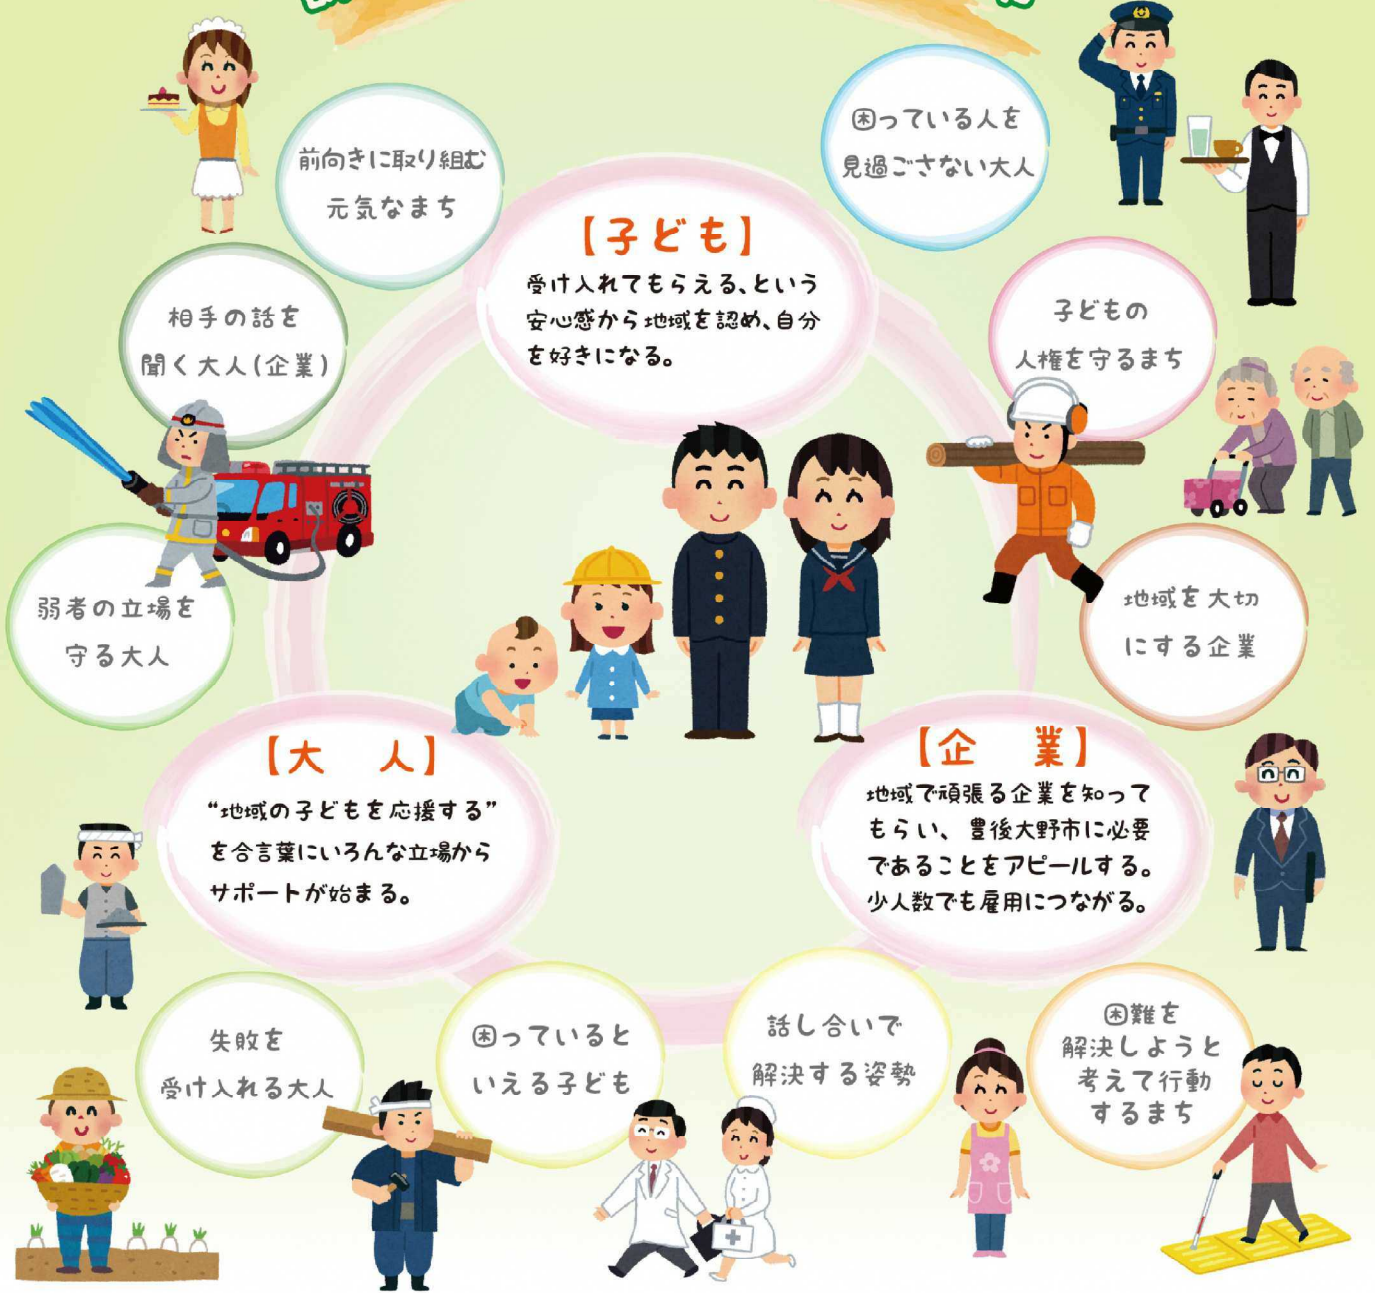 前向きに取り組む
元気なまち
困っている人を
見過ごさない大人
【子ども】
受け入れてもらえる、という
安心感から地域を認め、自分
を好きになる。
相手の話を
聞く大人(企業)
子どもの
人権を守るまち
弱者の立場を
守る大人
地域を大切
にする企業
【大　人】
“地域の子どもを応援する”
を合言葉にいろんな立場から
サポートが始まる。
【企　業】
地域で頑張る企業を知って
もらい、豊後大野市に必要
であることをアピールする。
少人数でも雇用につながる。
失敗を
受け入れる大人
困っていると
いえる子ども
話し合いで
解決する姿勢
困難を
解決しようと
考えて行動
するまち